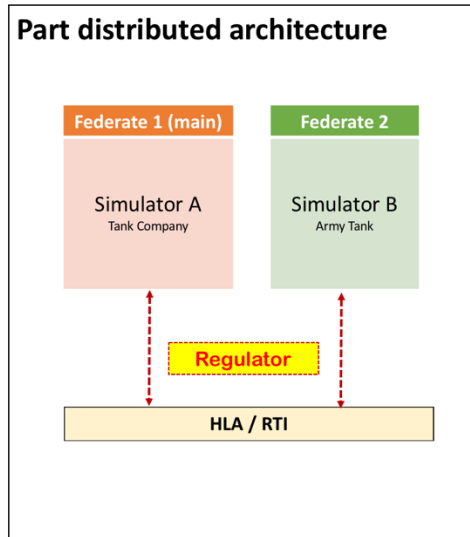 Part distributed architecture
Federate 1 (main)
Federate 2
Simulator A
Tank Company
Simulator B
Army Tank
Regulator
HLA / RTI